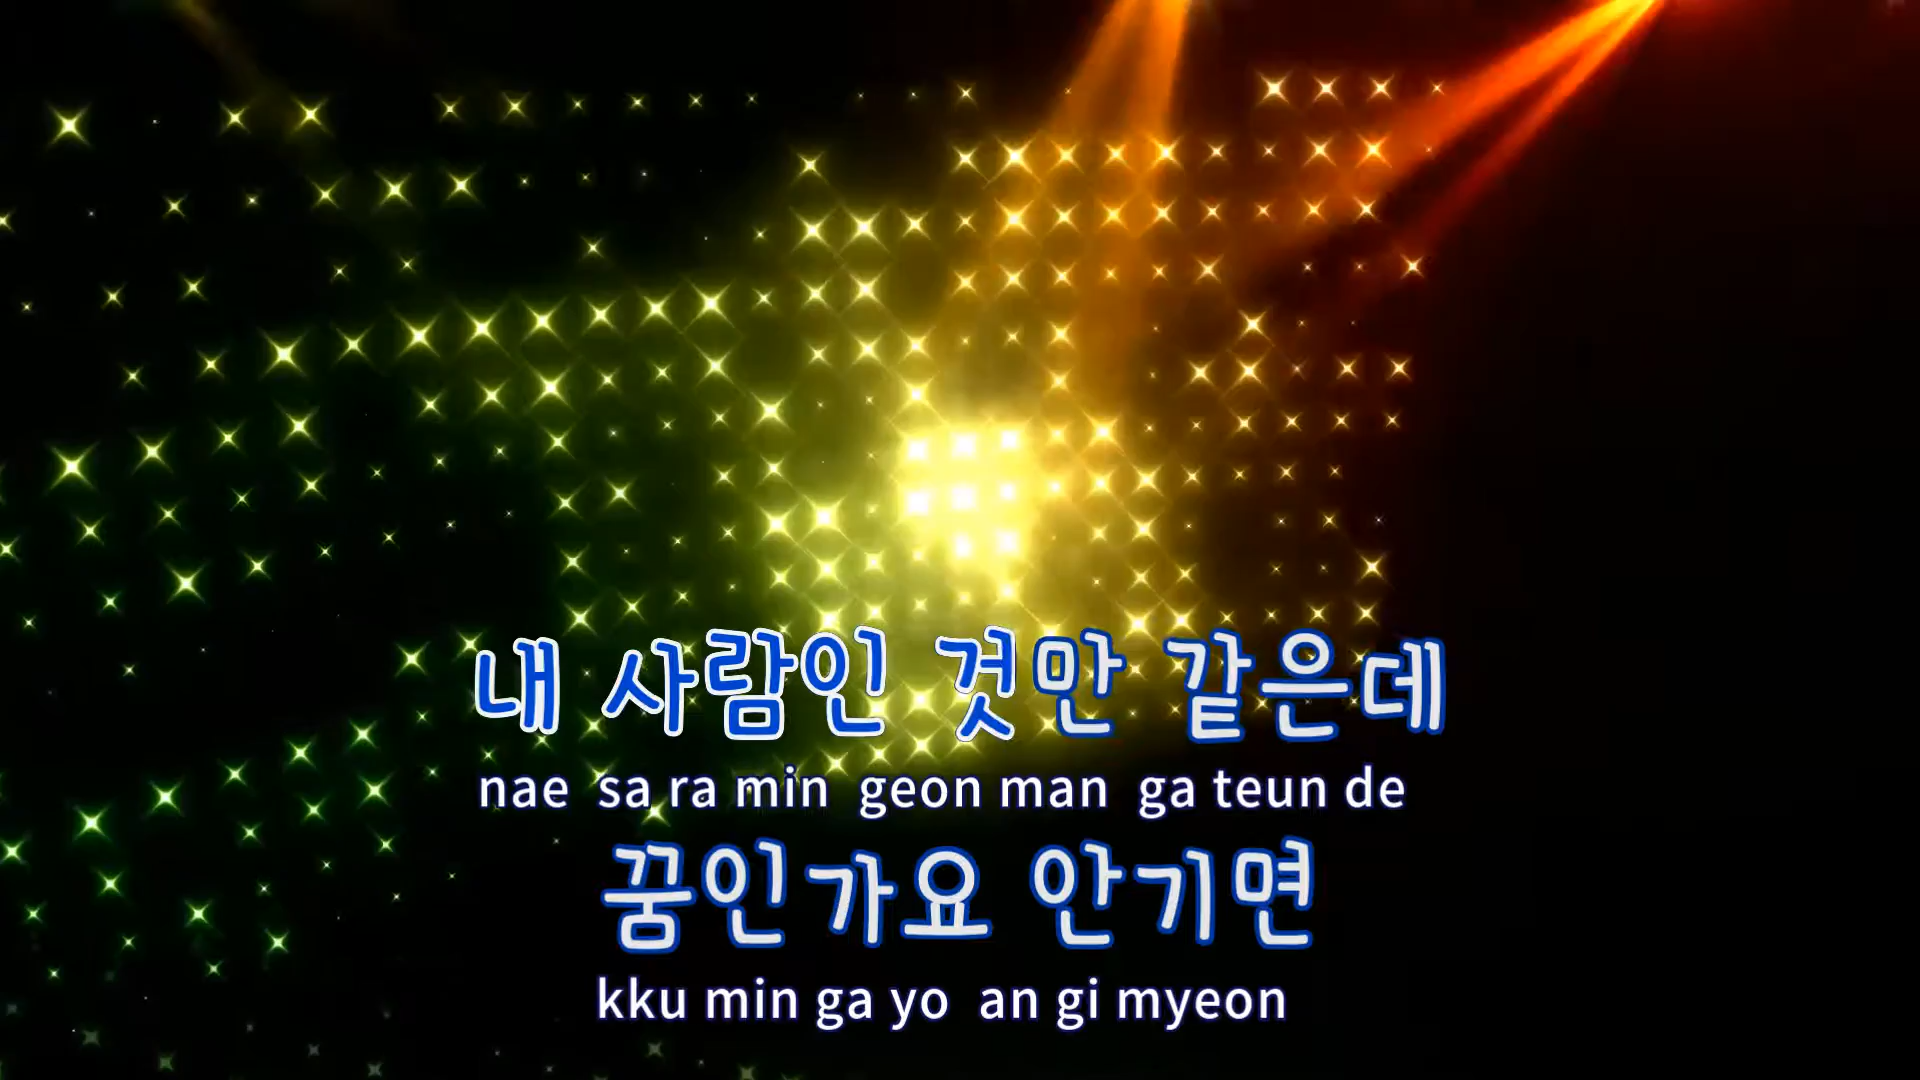 내 사람인 것만 같은데
nae sa ra min geon man ga teun de
꿈인가요 안기면
kku min ga yo an gi myeon